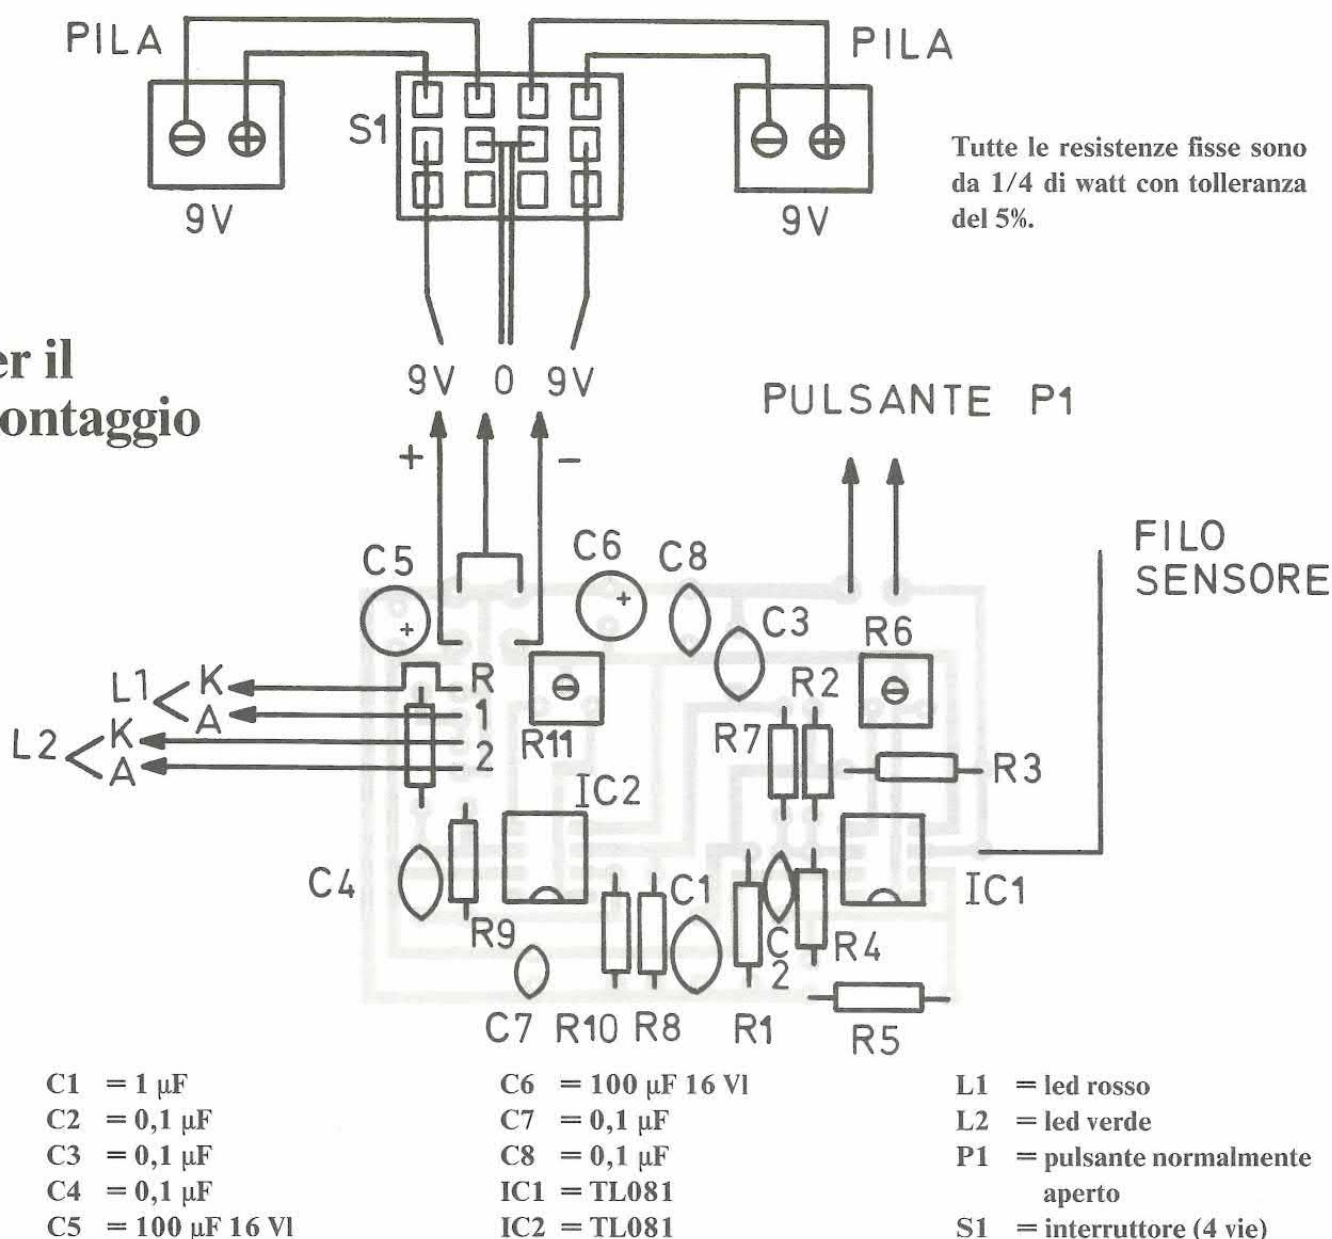 PILA
PILA
S1
9V
9V
Tutte le resistenze fisse sono
da 1/4 di watt con tolleranza
del 5%.
er il
ontaggio
9V 0 9V
PULSANTE P1
+ −
FILO
SENSORE
C5
C6
C8
C3
R6
L1
K
A
R
1
2
L2
K
A
R11
R2
R7
R3
IC2
C4
C1
IC1
R9
C
2
R4
C7 R10 R8 R1 R5
C1 = 1 µF
C2 = 0,1 µF
C3 = 0,1 µF
C4 = 0,1 µF
C5 = 100 µF 16 Vl
C6 = 100 µF 16 Vl
C7 = 0,1 µF
C8 = 0,1 µF
IC1 = TL081
IC2 = TL081
L1 = led rosso
L2 = led verde
P1 = pulsante normalmente
aperto
S1 = interruttore (4 vie)